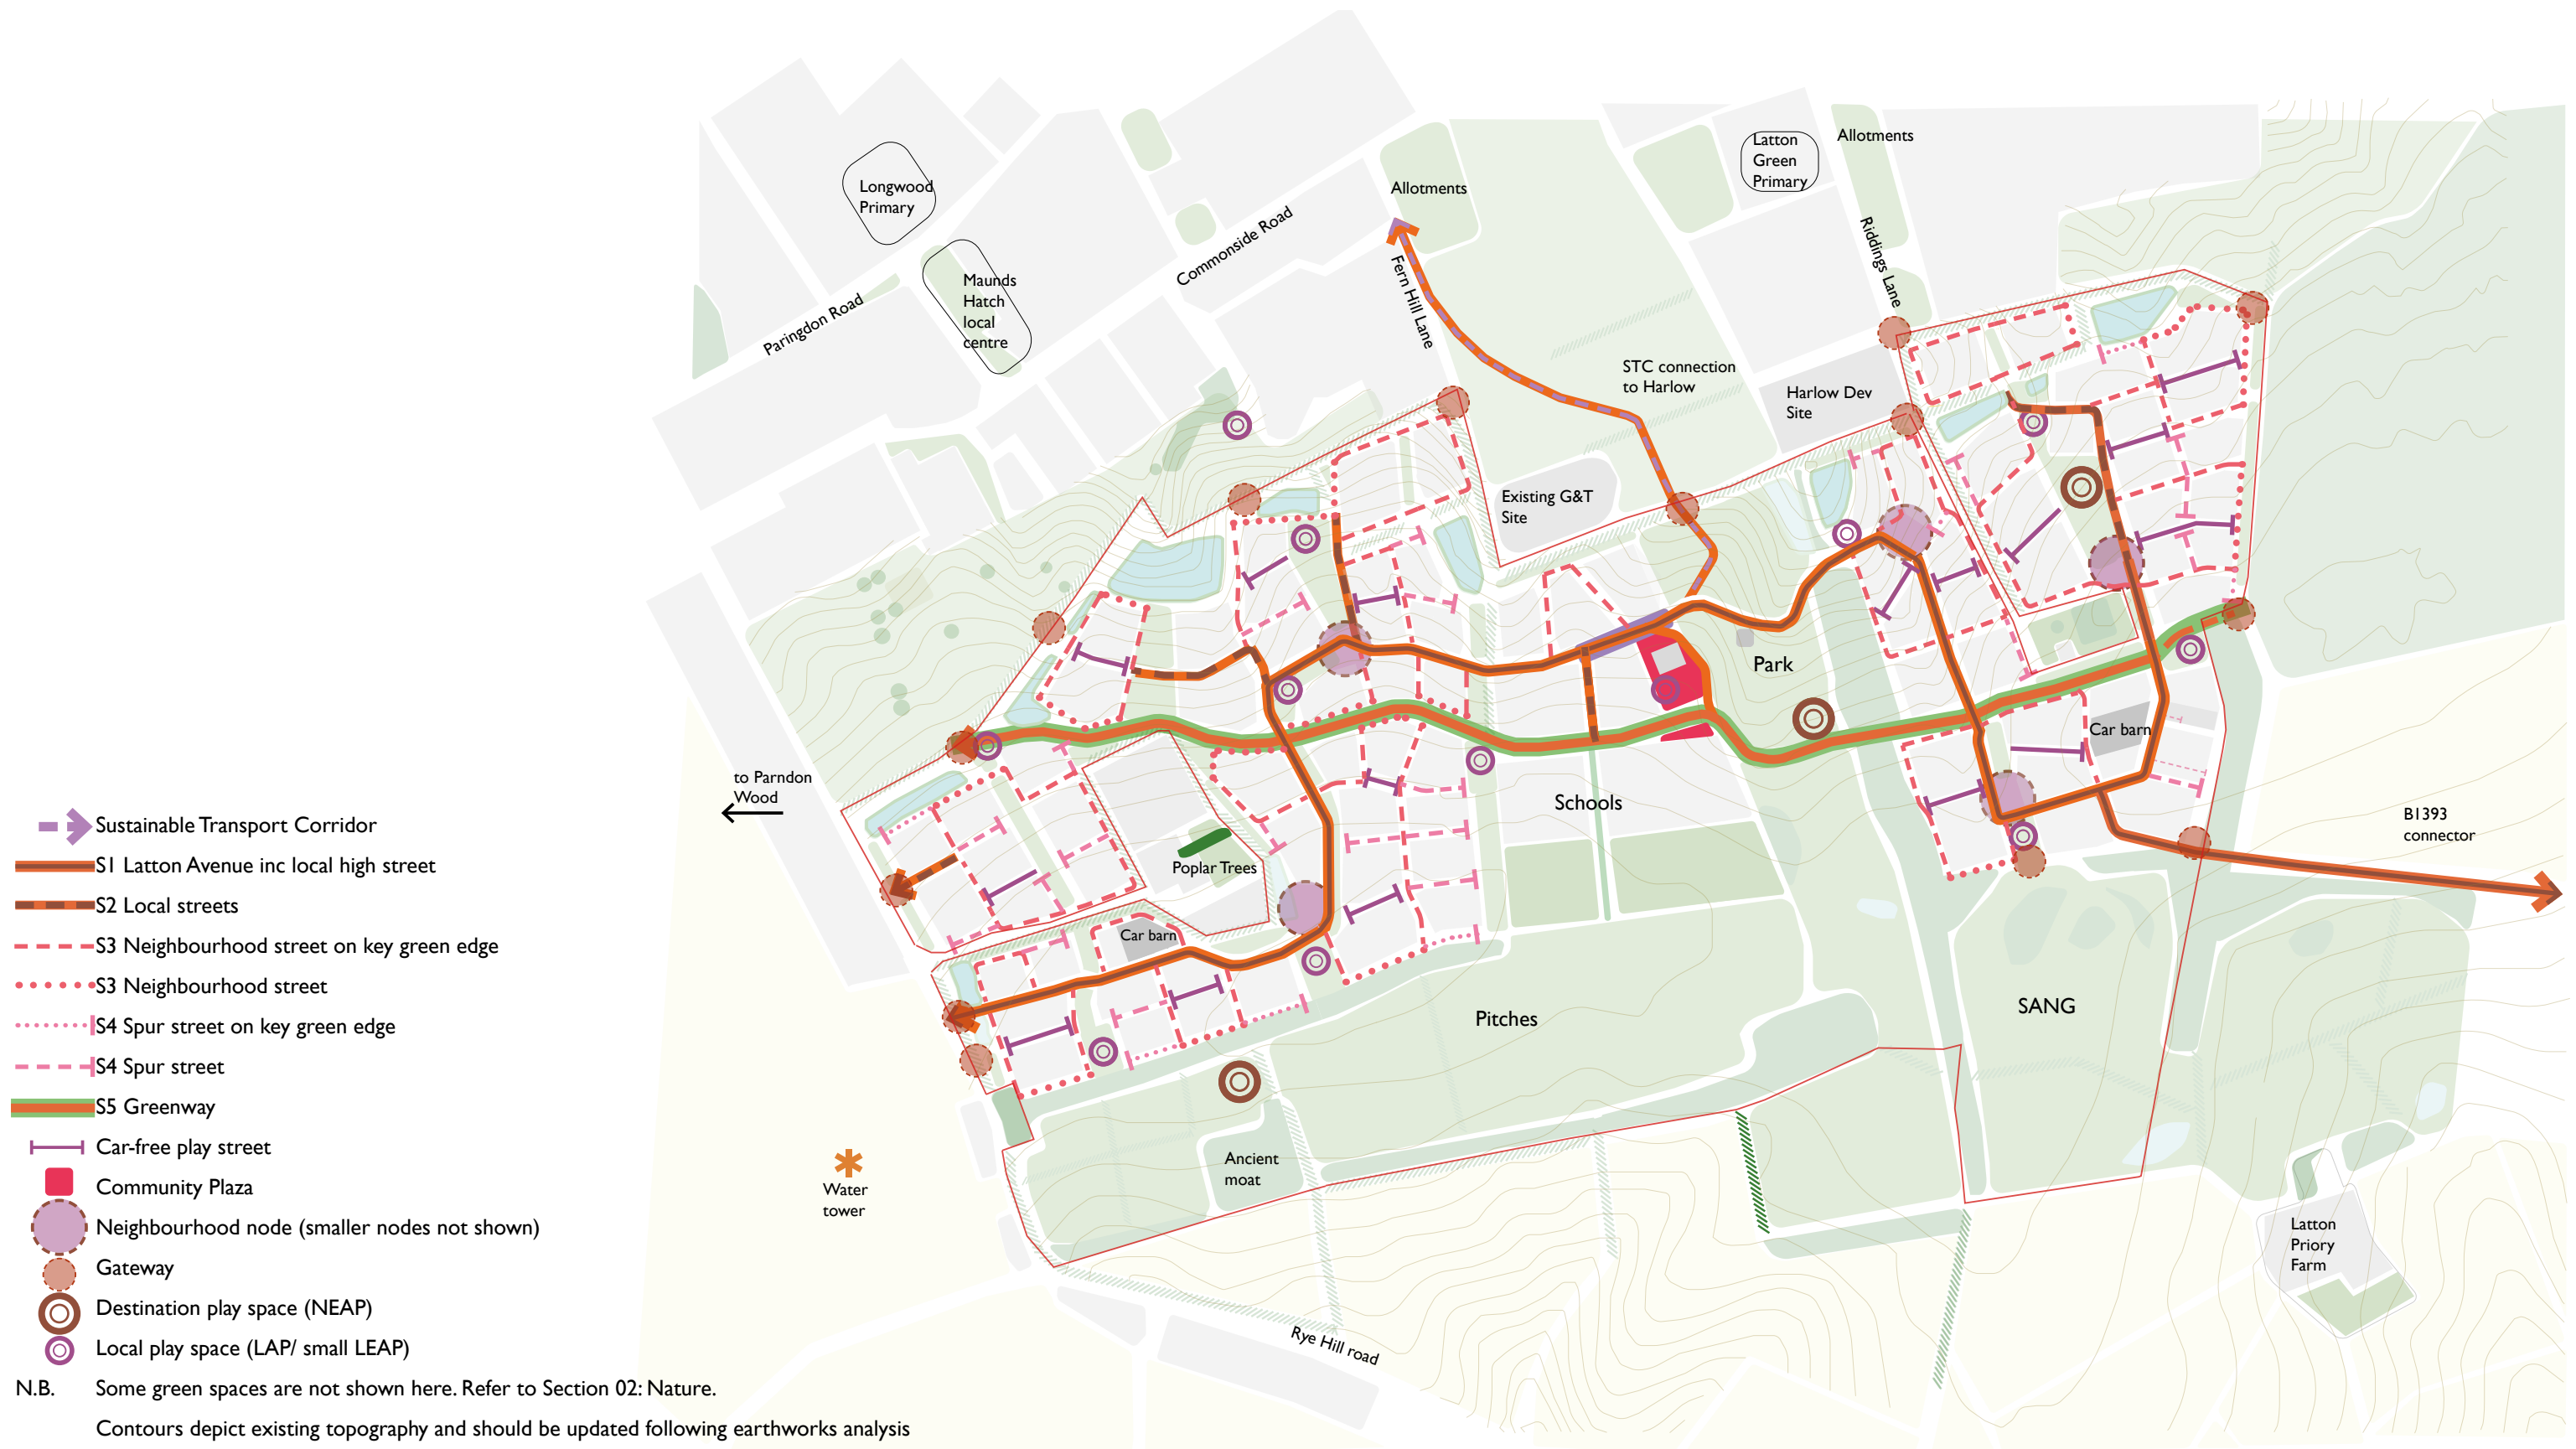 Longwood
Primary
Maunds
Hatch
local
centre
Paringdon Road
Commonside Road
Allotments
Fern Hill Lane
Latton
Green
Primary
Allotments
Riddings Lane
STC connection
to Harlow
Harlow Dev
Site
Existing G&T
Site
Park
Car barn
Schools
Poplar Trees
Car barn
to Parndon
Wood
B1393
connector
Pitches
SANG
Ancient
moat
Water
tower
Latton
Priory
Farm
Rye Hill road
Sustainable Transport Corridor
S1 Latton Avenue inc local high street
S2 Local streets
S3 Neighbourhood street on key green edge
S3 Neighbourhood street
S4 Spur street on key green edge
S4 Spur street
S5 Greenway
Car-free play street
Community Plaza
Neighbourhood node (smaller nodes not shown)
Gateway
Destination play space (NEAP)
Local play space (LAP/ small LEAP)
N.B. Some green spaces are not shown here. Refer to Section 02: Nature.
Contours depict existing topography and should be updated following earthworks analysis